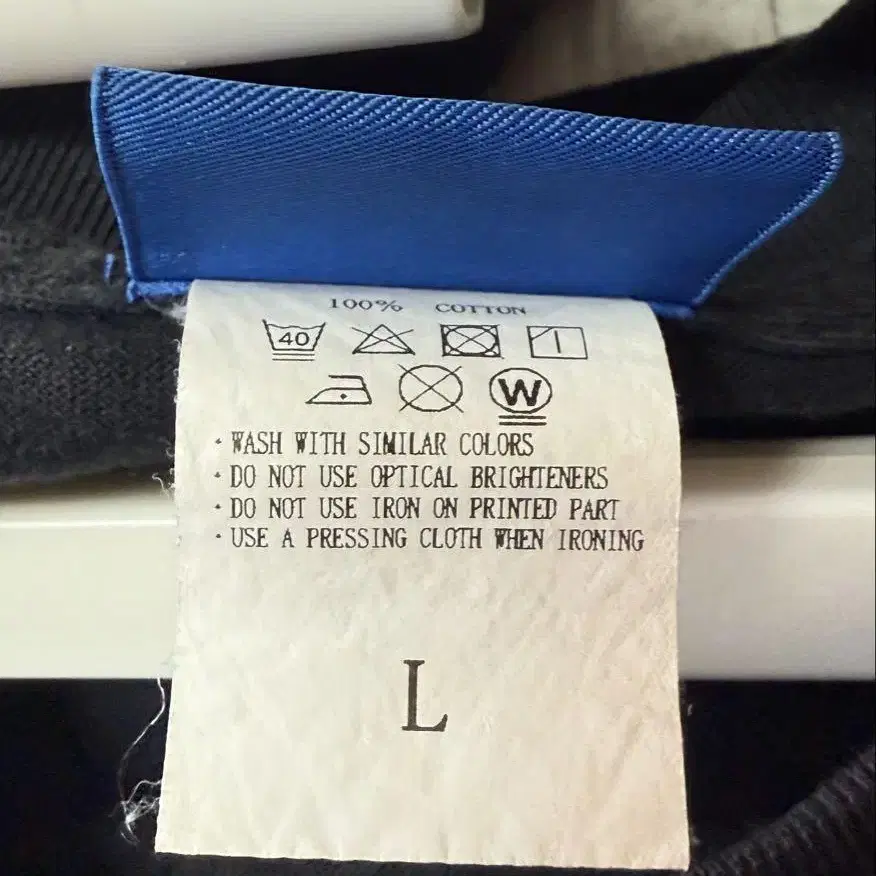 100% COTTON
40
W
· WASH WITH SIMILAR COLORS
· DO NOT USE OPTICAL BRIGHTENERS
· DO NOT USE IRON ON PRINTED PART
· USE A PRESSING CLOTH WHEN IRONING
L